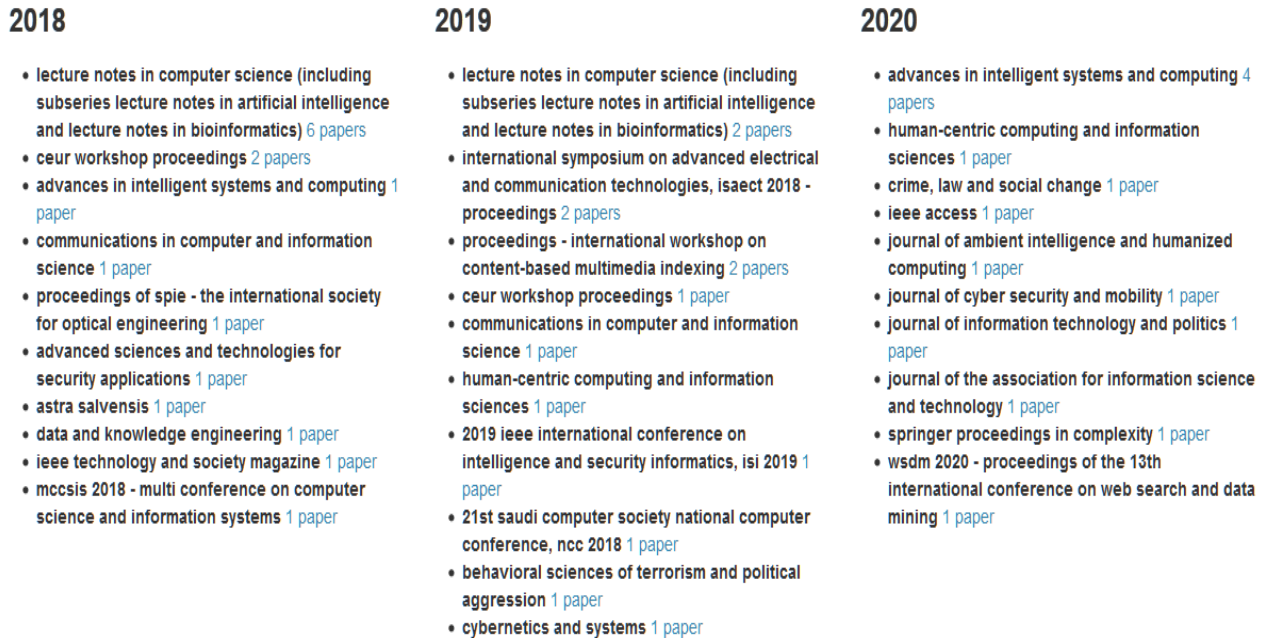 2018
lecture notes in computer science (including
subseries lecture notes in artificial intelligence
and lecture notes in bioinformatics) 6 papers
ceur workshop proceedings 2 papers
advances in intelligent systems and computing 1
paper
communications in computer and information
science 1 paper
proceedings of spie - the international society
for optical engineering 1 paper
advanced sciences and technologies for
security applications 1 paper
astra salvensis 1 paper
data and knowledge engineering 1 paper
ieee technology and society magazine 1 paper
mccsis 2018 - multi conference on computer
science and information systems 1 paper
2019
lecture notes in computer science (including
subseries lecture notes in artificial intelligence
and lecture notes in bioinformatics) 2 papers
international symposium on advanced electrical
and communication technologies, isaect 2018 -
proceedings 2 papers
proceedings - international workshop on
content-based multimedia indexing 2 papers
ceur workshop proceedings 1 paper
communications in computer and information
science 1 paper
human-centric computing and information
sciences 1 paper
2019 ieee international conference on
intelligence and security informatics, isi 2019 1
paper
21st saudi computer society national computer
conference, ncc 2018 1 paper
behavioral sciences of terrorism and political
aggression 1 paper
cybernetics and systems 1 paper
2020
advances in intelligent systems and computing 4
papers
human-centric computing and information
sciences 1 paper
crime, law and social change 1 paper
ieee access 1 paper
journal of ambient intelligence and humanized
computing 1 paper
journal of cyber security and mobility 1 paper
journal of information technology and politics 1
paper
journal of the association for information science
and technology 1 paper
springer proceedings in complexity 1 paper
wsdm 2020 - proceedings of the 13th
international conference on web search and data
mining 1 paper